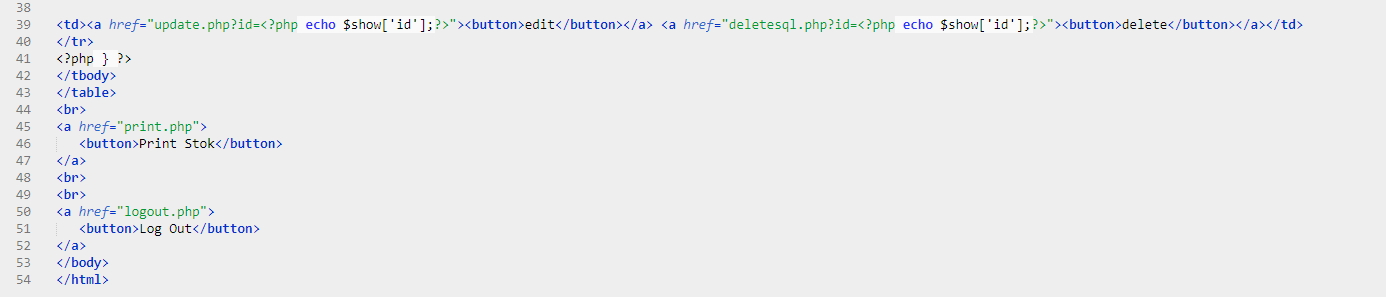 38
39 <td><a href="update.php?id=<?php echo $show['id'];?>"><button>edit</button></a> <a href="deletesql.php?id=<?php echo $show['id'];?>"><button>delete</button></a></td>
40 </tr>
41 <?php } ?>
42 </tbody>
43 </table>
44 <br>
45 <a href="print.php">
46 <button>Print Stok</button>
47 </a>
48 <br>
49 <br>
50 <a href="logout.php">
51 <button>Log Out</button>
52 </a>
53 </body>
54 </html>